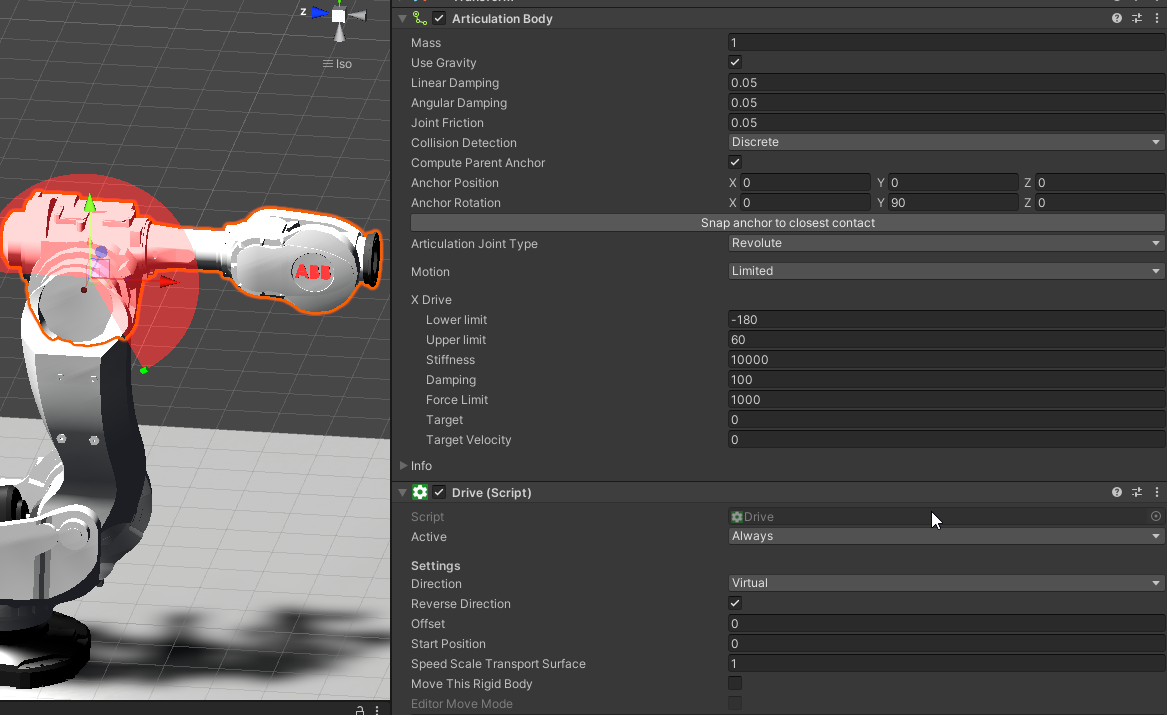 z
Iso
ABB
Articulation Body
Mass 1
Use Gravity
Linear Damping 0.05
Angular Damping 0.05
Joint Friction 0.05
Collision Detection Discrete
Compute Parent Anchor
Anchor Position X 0 Y 0 Z 0
Anchor Rotation X 0 Y 90 Z 0
Snap anchor to closest contact
Articulation Joint Type Revolute
Motion Limited
X Drive
Lower limit -180
Upper limit 60
Stiffness 10000
Damping 100
Force Limit 1000
Target 0
Target Velocity 0
Info
Drive (Script)
Script Drive
Active Always
Settings
Direction Virtual
Reverse Direction
Offset 0
Start Position 0
Speed Scale Transport Surface 1
Move This Rigid Body
Editor Move Mode